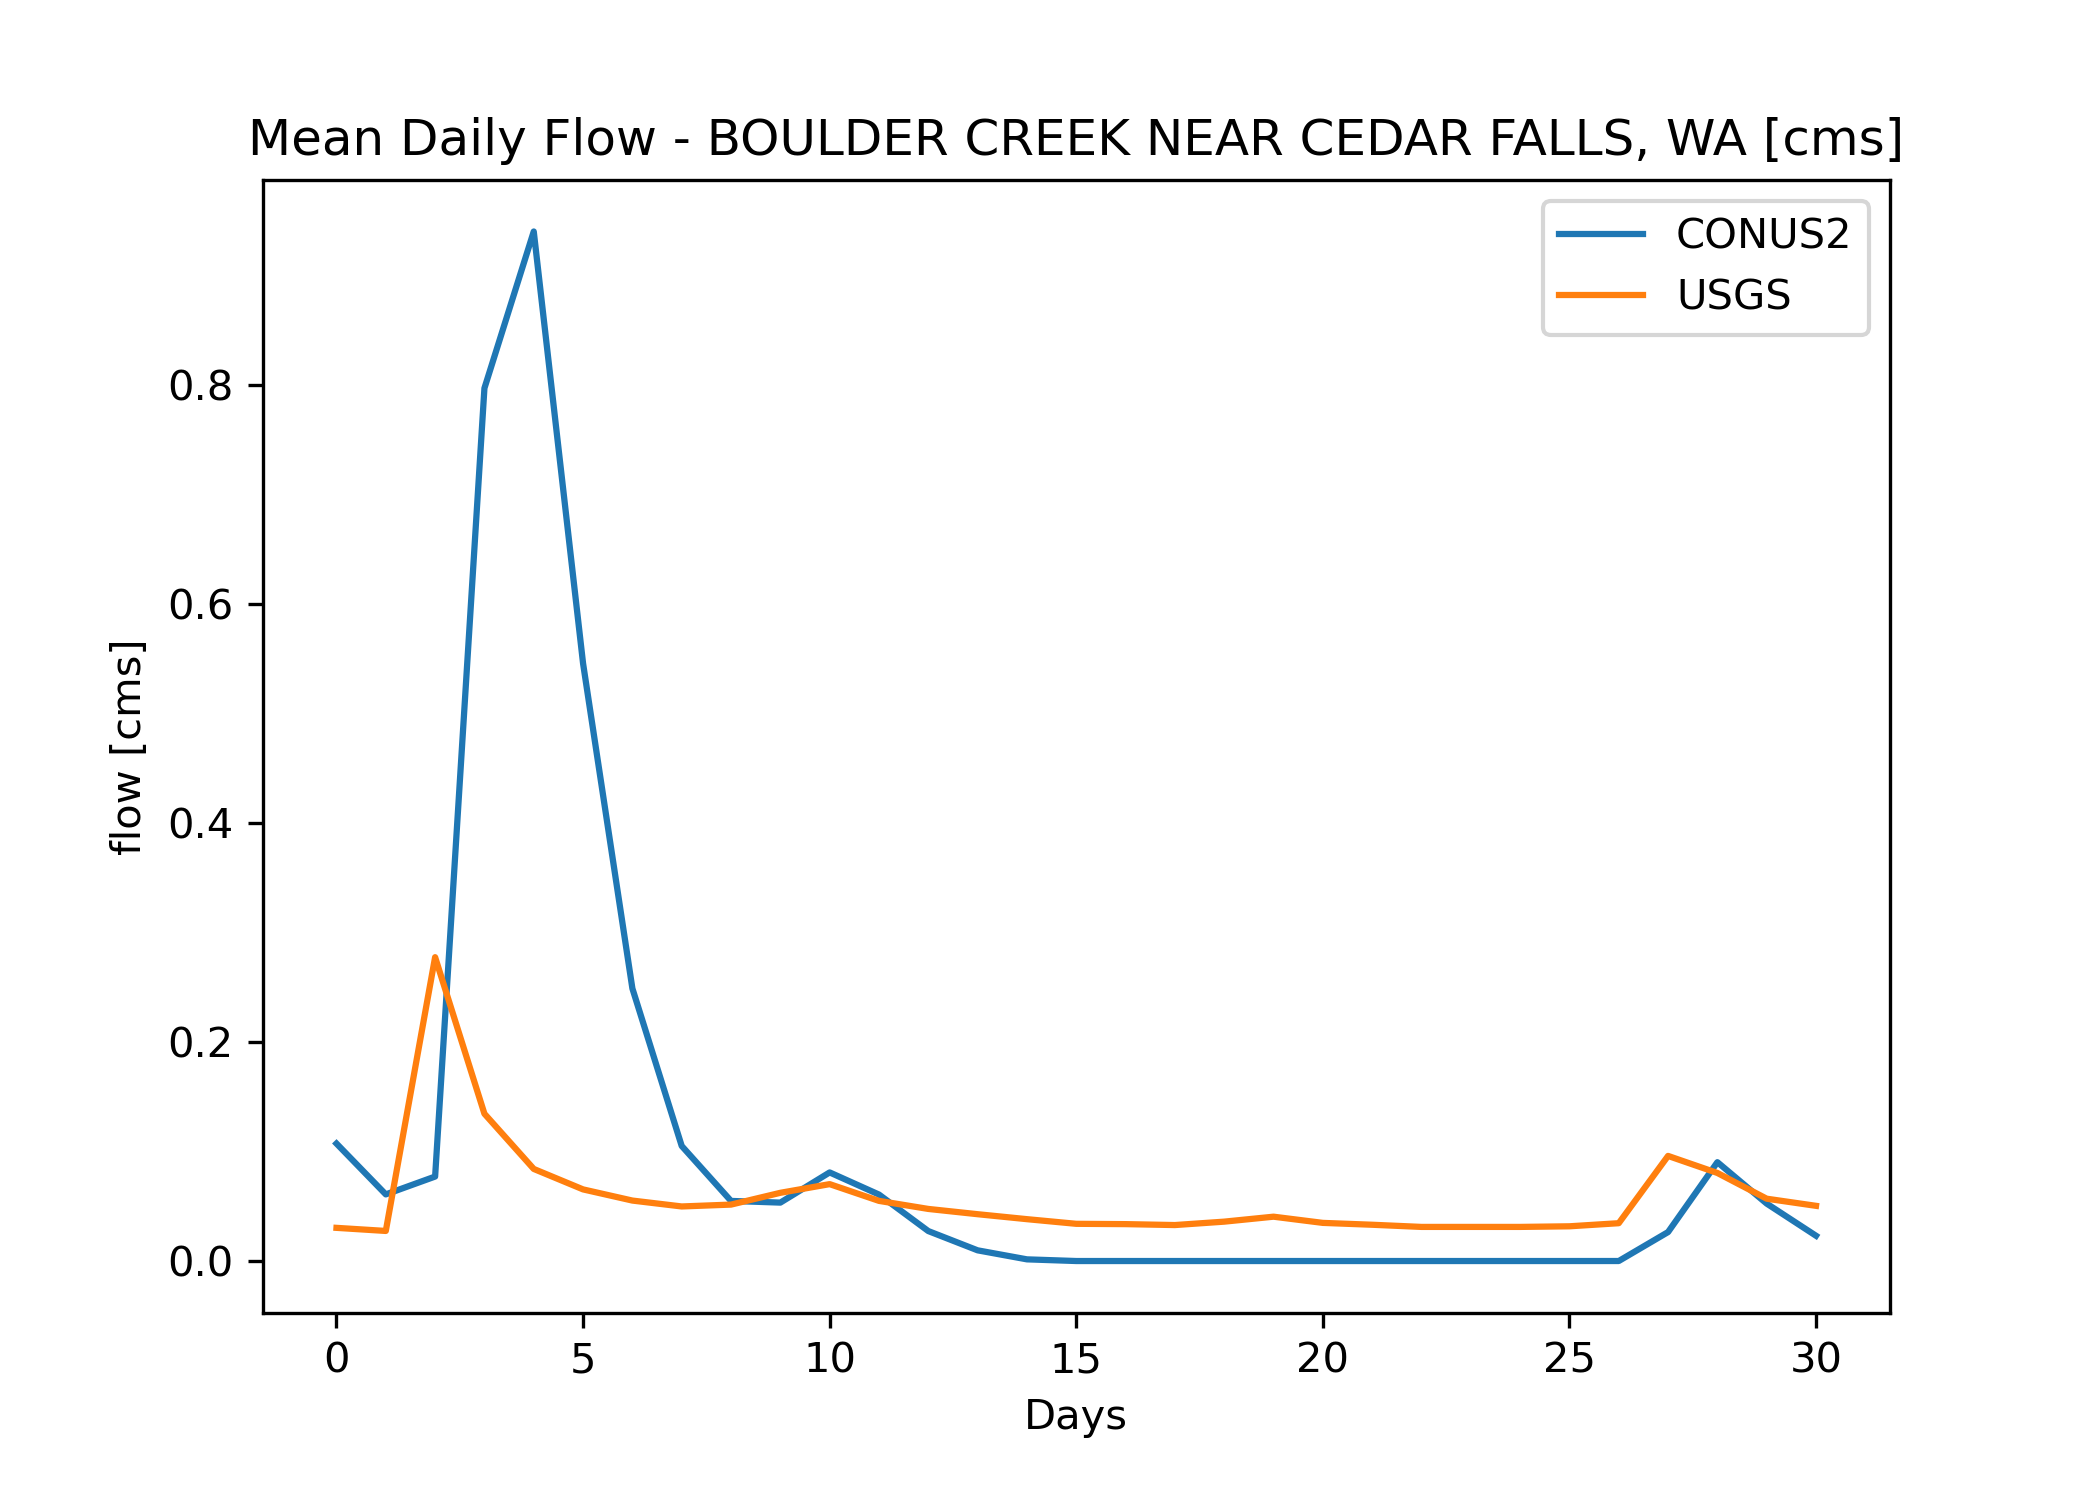 Mean Daily Flow - BOULDER CREEK NEAR CEDAR FALLS, WA [cms]
CONUS2
USGS
flow [cms]
0.8
0.6
0.4
0.2
0.0
0 5 10 15 20 25 30
Days